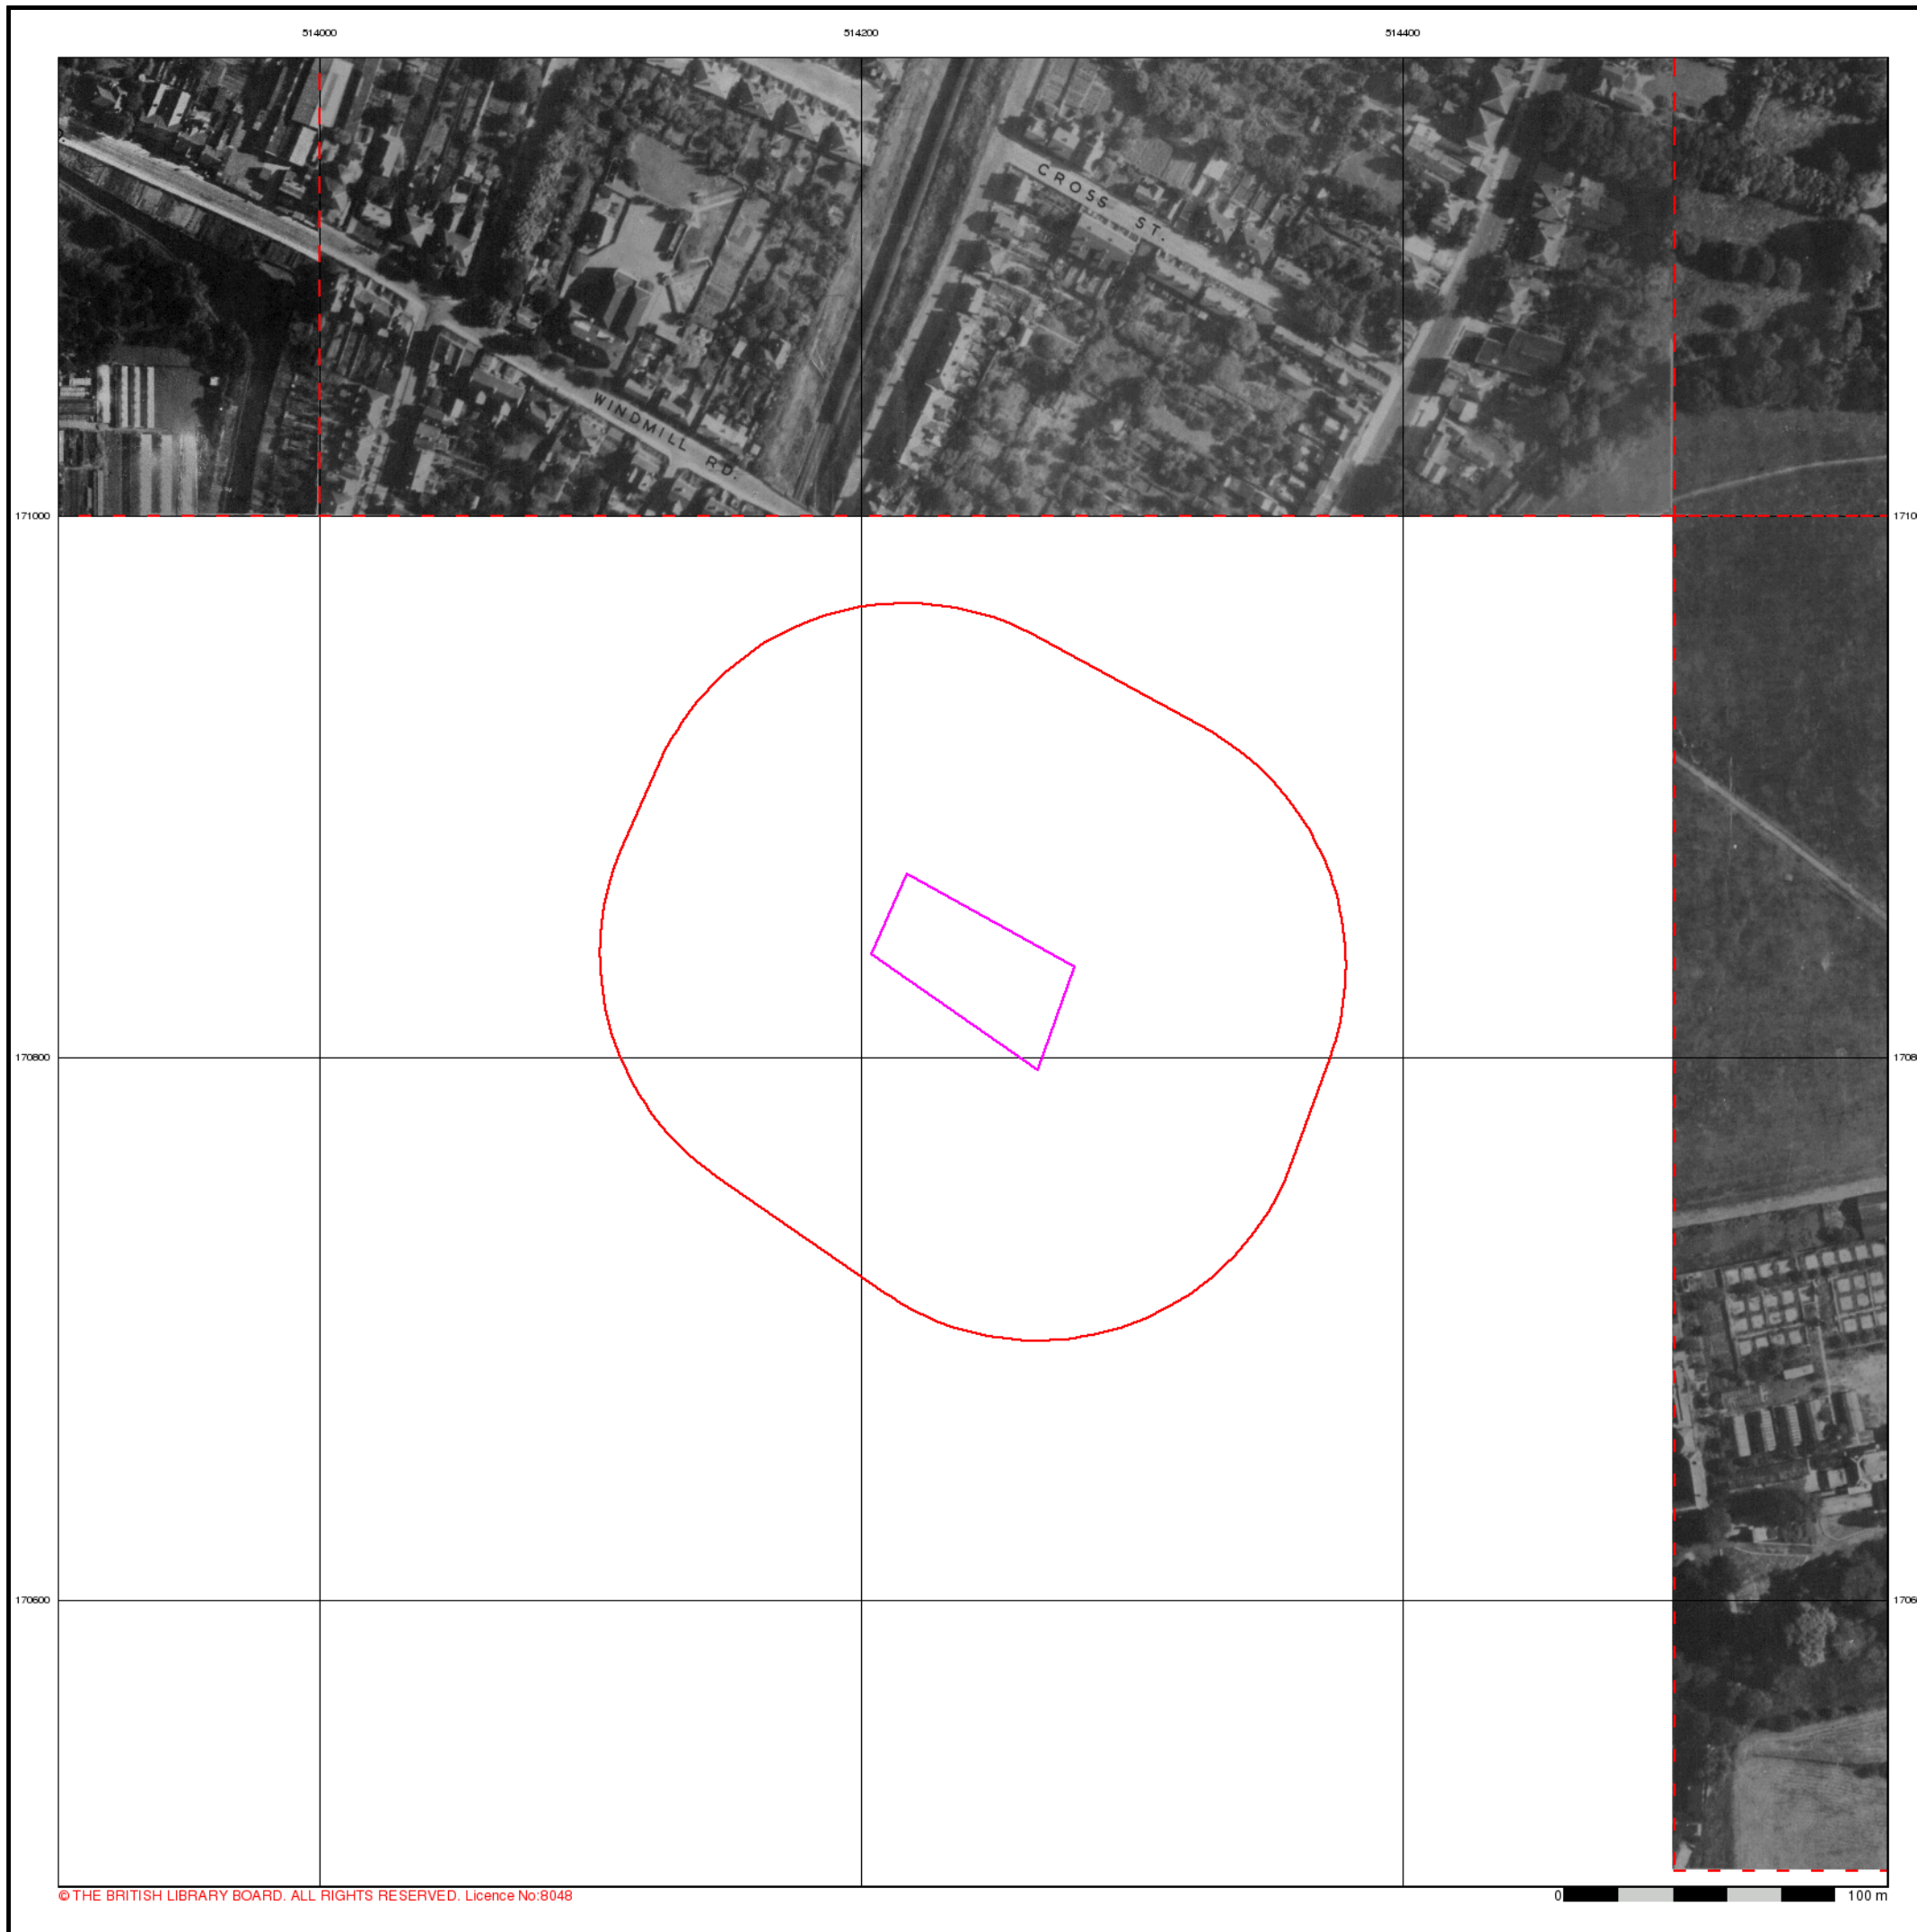 514000
514200
514400
CROSS ST.
WINDMILL RD.
171000
1710
170800
1708
170600
1706
© THE BRITISH LIBRARY BOARD. ALL RIGHTS RESERVED. Licence No:8048
0
100 m